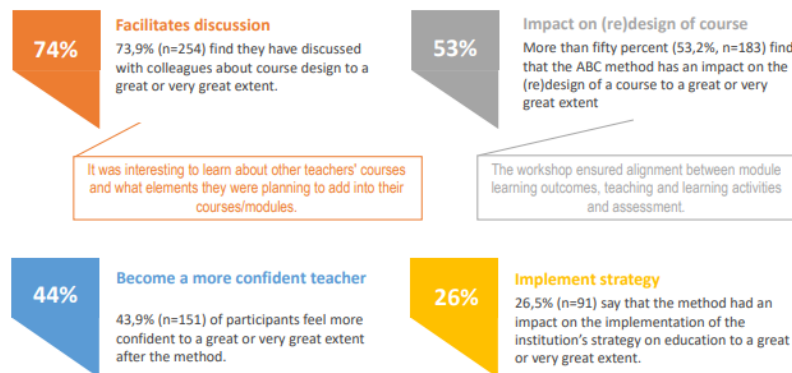 74%
Facilitates discussion
73,9% (n=254) find they have discussed
with colleagues about course design to a
great or very great extent.
It was interesting to learn about other teachers' courses
and what elements they were planning to add into their
courses/modules.
53%
Impact on (re)design of course
More than fifty percent (53,2%, n=183) find
that the ABC method has an impact on the
(re)design of a course to a great or very
great extent
The workshop ensured alignment between module
learning outcomes, teaching and learning activities
and assessment.
44%
Become a more confident teacher
43,9% (n=151) of participants feel more
confident to a great or very great extent
after the method.
26%
Implement strategy
26,5% (n=91) say that the method had an
impact on the implementation of the
institution's strategy on education to a great
or very great extent.